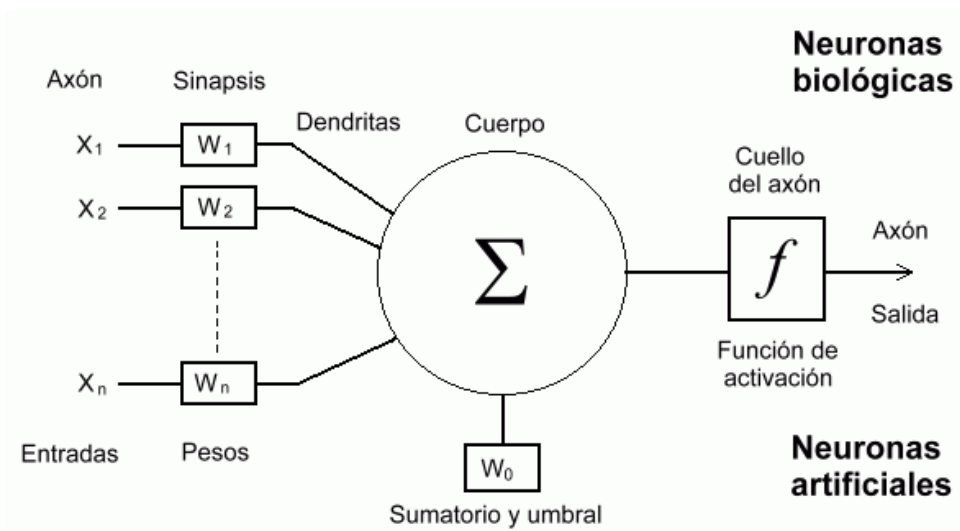 Neuronas
biológicas
Axón
Sinapsis
Dendritas
Cuerpo
Cuello
del axón
X1
W1
X2
W2
Σ
f
Axón
Salida
Xn
Wn
Función de
activación
Entradas
Pesos
W0
Sumatorio y umbral
Neuronas
artificiales